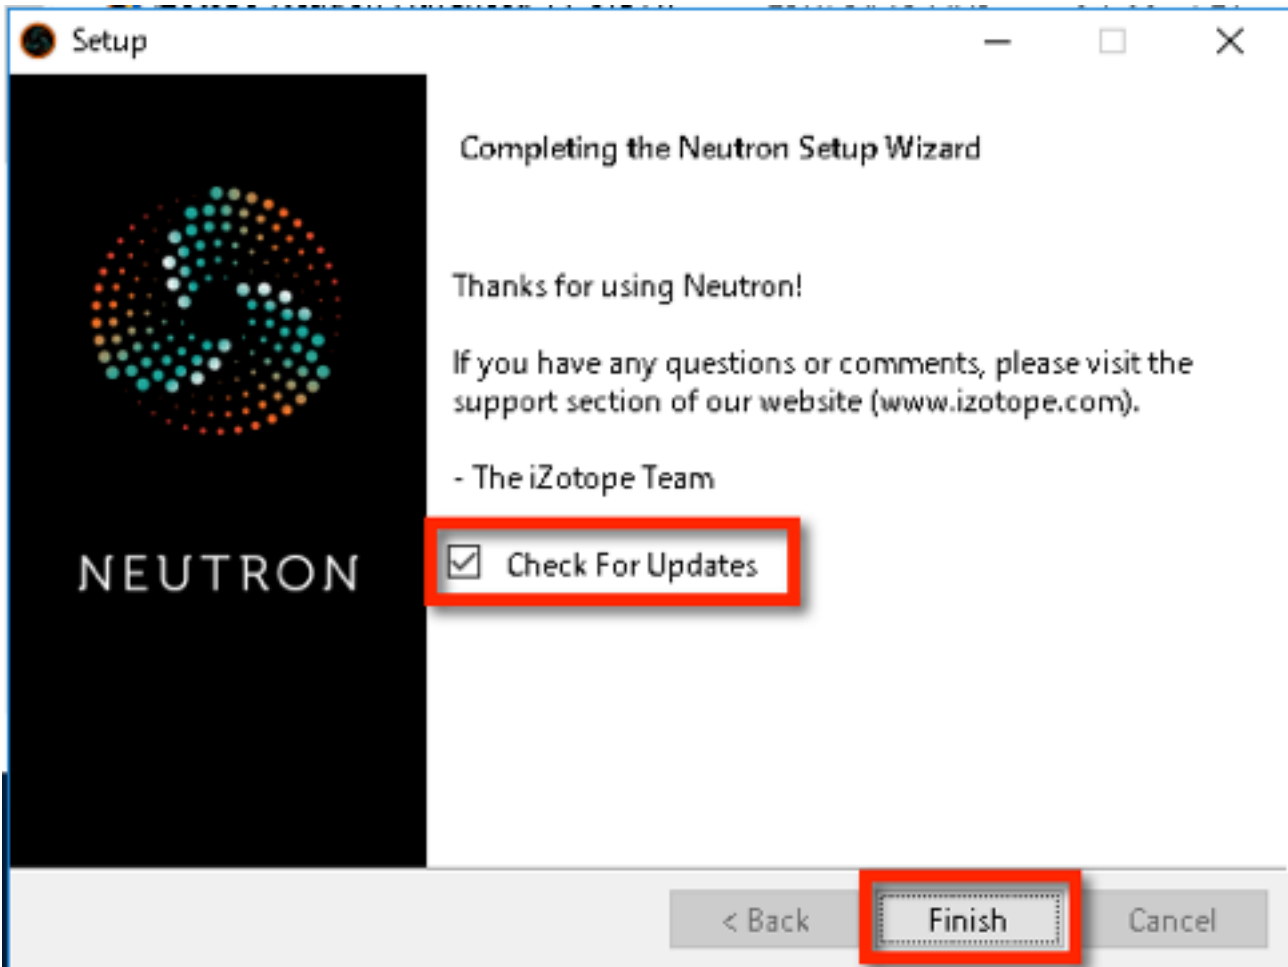 Setup
Completing the Neutron Setup Wizard
Thanks for using Neutron!
If you have any questions or comments, please visit the
support section of our website (www.izotope.com).
- The iZotope Team
Check For Updates
NEUTRON
< Back
Finish
Cancel